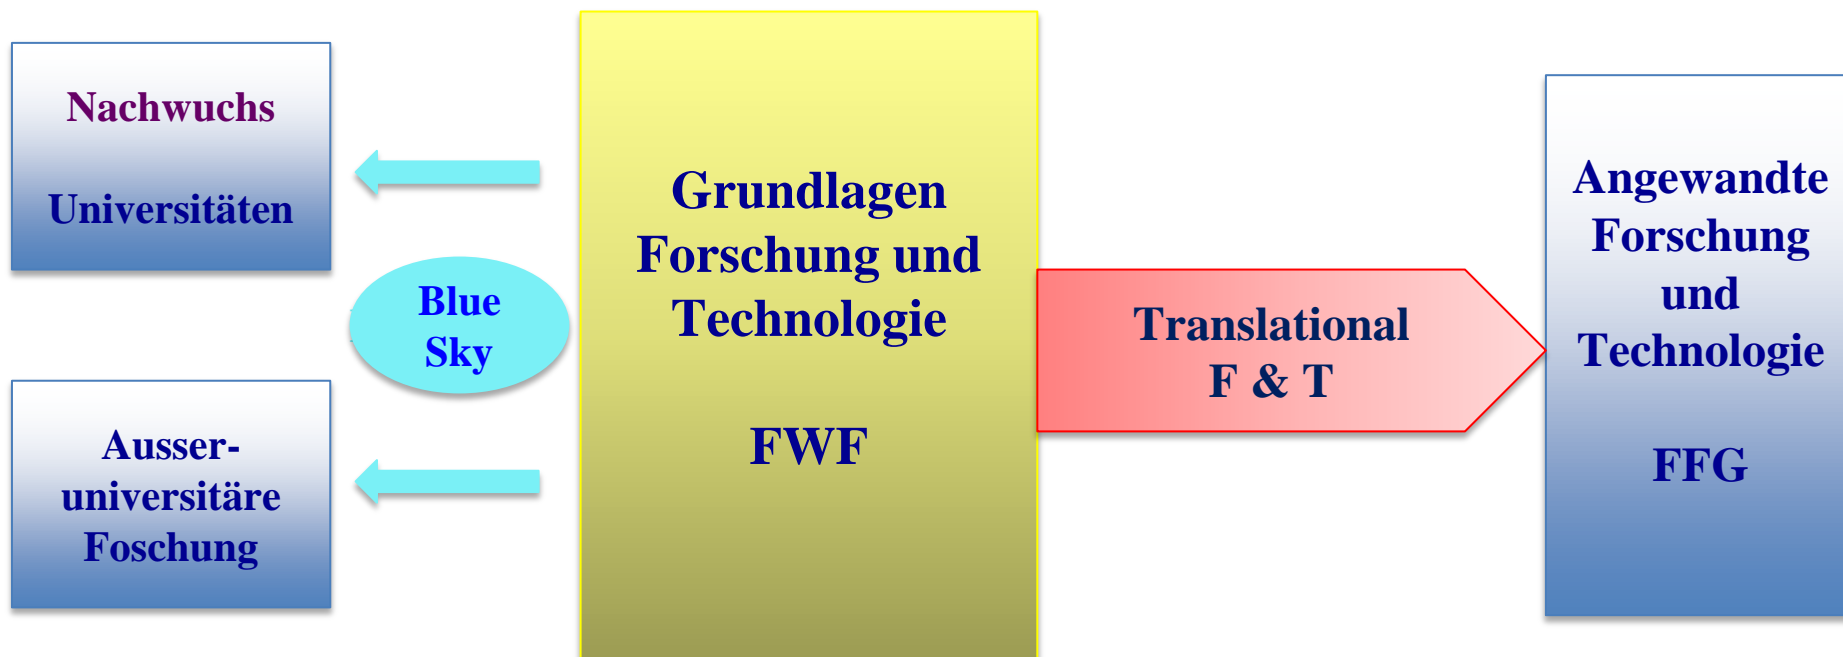 Nachwuchs
Universitäten
Ausser-
universitäre
Foschung
Blue
Sky
Grundlagen
Forschung und
Technologie
FWF
Translational
F & T
Angewandte
Forschung
und
Technologie
FFG